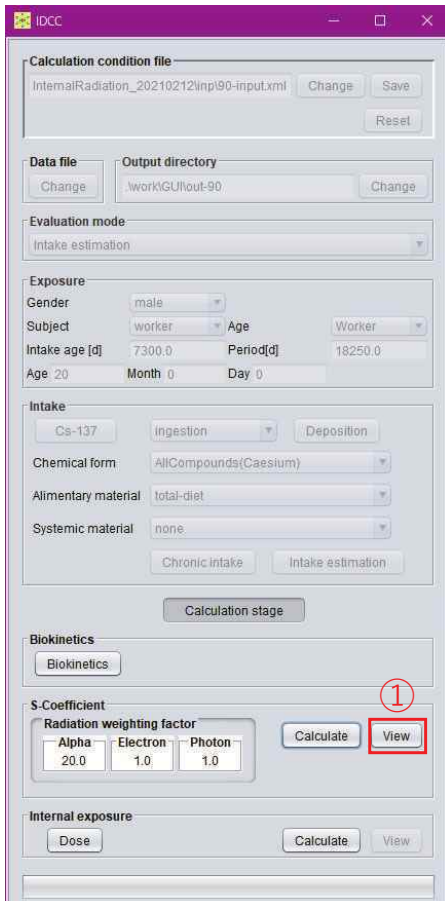 IDCC
Calculation condition file
InternalRadiation_20210212\inp\90-input.xml Change Save
Reset
Data file Output directory
Change .\work\GUI\out-90 Change
Evaluation mode
Intake estimation
Exposure
Gender male
Subject worker Age Worker
Intake age [d] 7300.0 Period[d] 18250.0
Age 20 Month 0 Day 0
Intake
Cs-137 ingestion Deposition
Chemical form AllCompounds(Caesium)
Alimentary material total-diet
Systemic material none
Chronic intake Intake estimation
Calculation stage
Biokinetics
Biokinetics
①
S-Coefficient
Radiation weighting factor
Alpha Electron Photon Calculate View
20.0 1.0 1.0
Internal exposure
Dose Calculate View